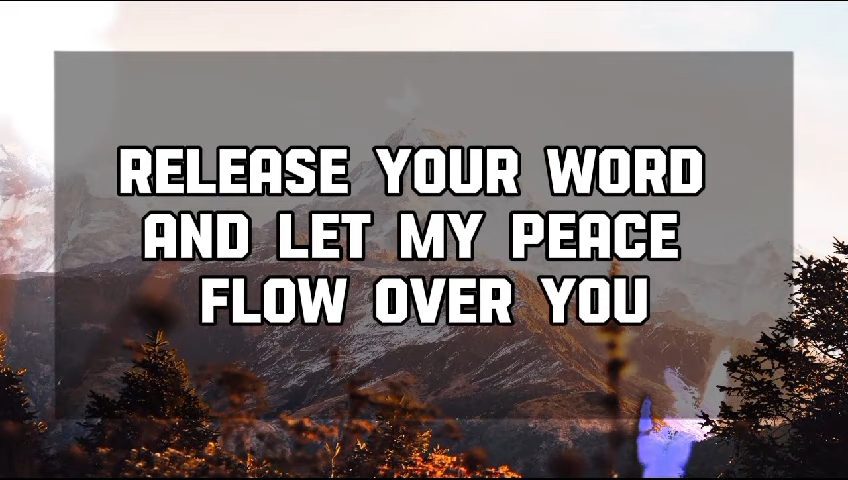 RELEASE YOUR WORD
AND LET MY PEACE
FLOW OVER YOU